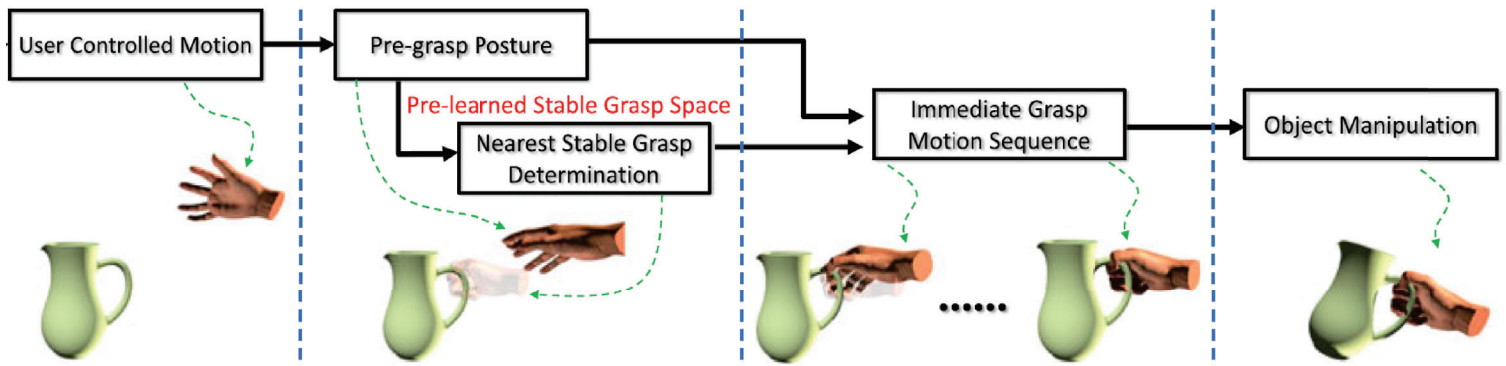 User Controlled Motion
Pre-grasp Posture
Pre-learned Stable Grasp Space
Nearest Stable Grasp
Determination
Immediate Grasp
Motion Sequence
Object Manipulation